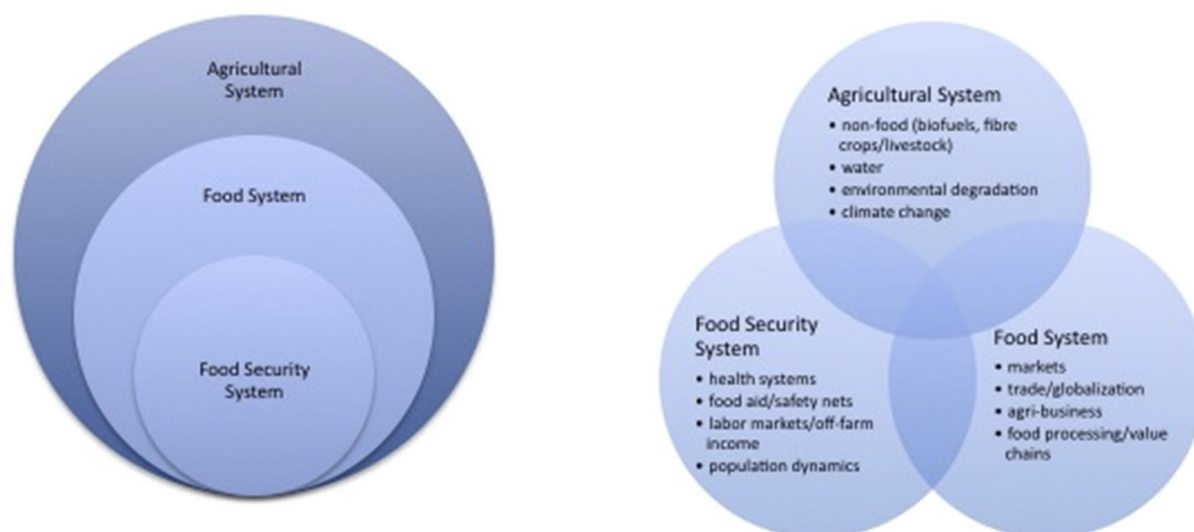 Agricultural
System
Food System
Food Security
System
Agricultural System
• non-food (biofuels, fibre
crops/livestock)
• water
• environmental degradation
• climate change
Food Security
System
• health systems
• food aid/safety nets
• labor markets/off-farm
income
• population dynamics
Food System
• markets
• trade/globalization
• agri-business
• food processing/value
chains